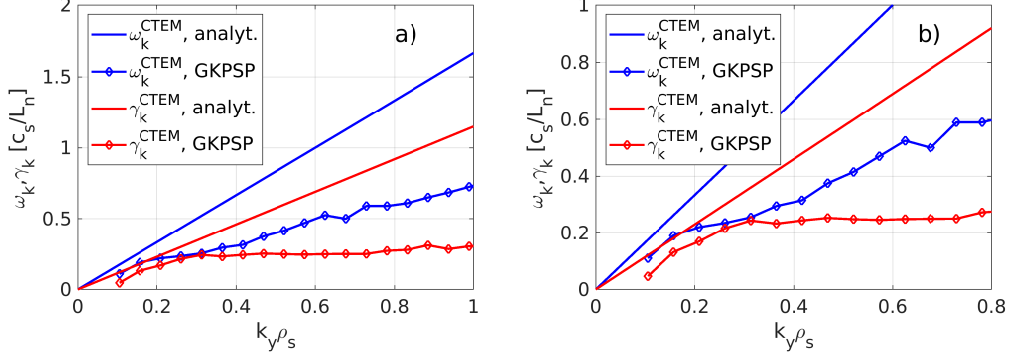 a)
ω_k^CTEM, analyt.
ω_k^CTEM, GKPSP
γ_k^CTEM, analyt.
γ_k^CTEM, GKPSP
2
1.5
1
0.5
0
0 0.2 0.4 0.6 0.8 1
ω_k,γ_k [c_s/L_n]
k_yρ_s
b)
ω_k^CTEM, analyt.
ω_k^CTEM, GKPSP
γ_k^CTEM, analyt.
γ_k^CTEM, GKPSP
1
0.8
0.6
0.4
0.2
0
0 0.2 0.4 0.6 0.8
ω_k,γ_k [c_s/L_n]
k_yρ_s